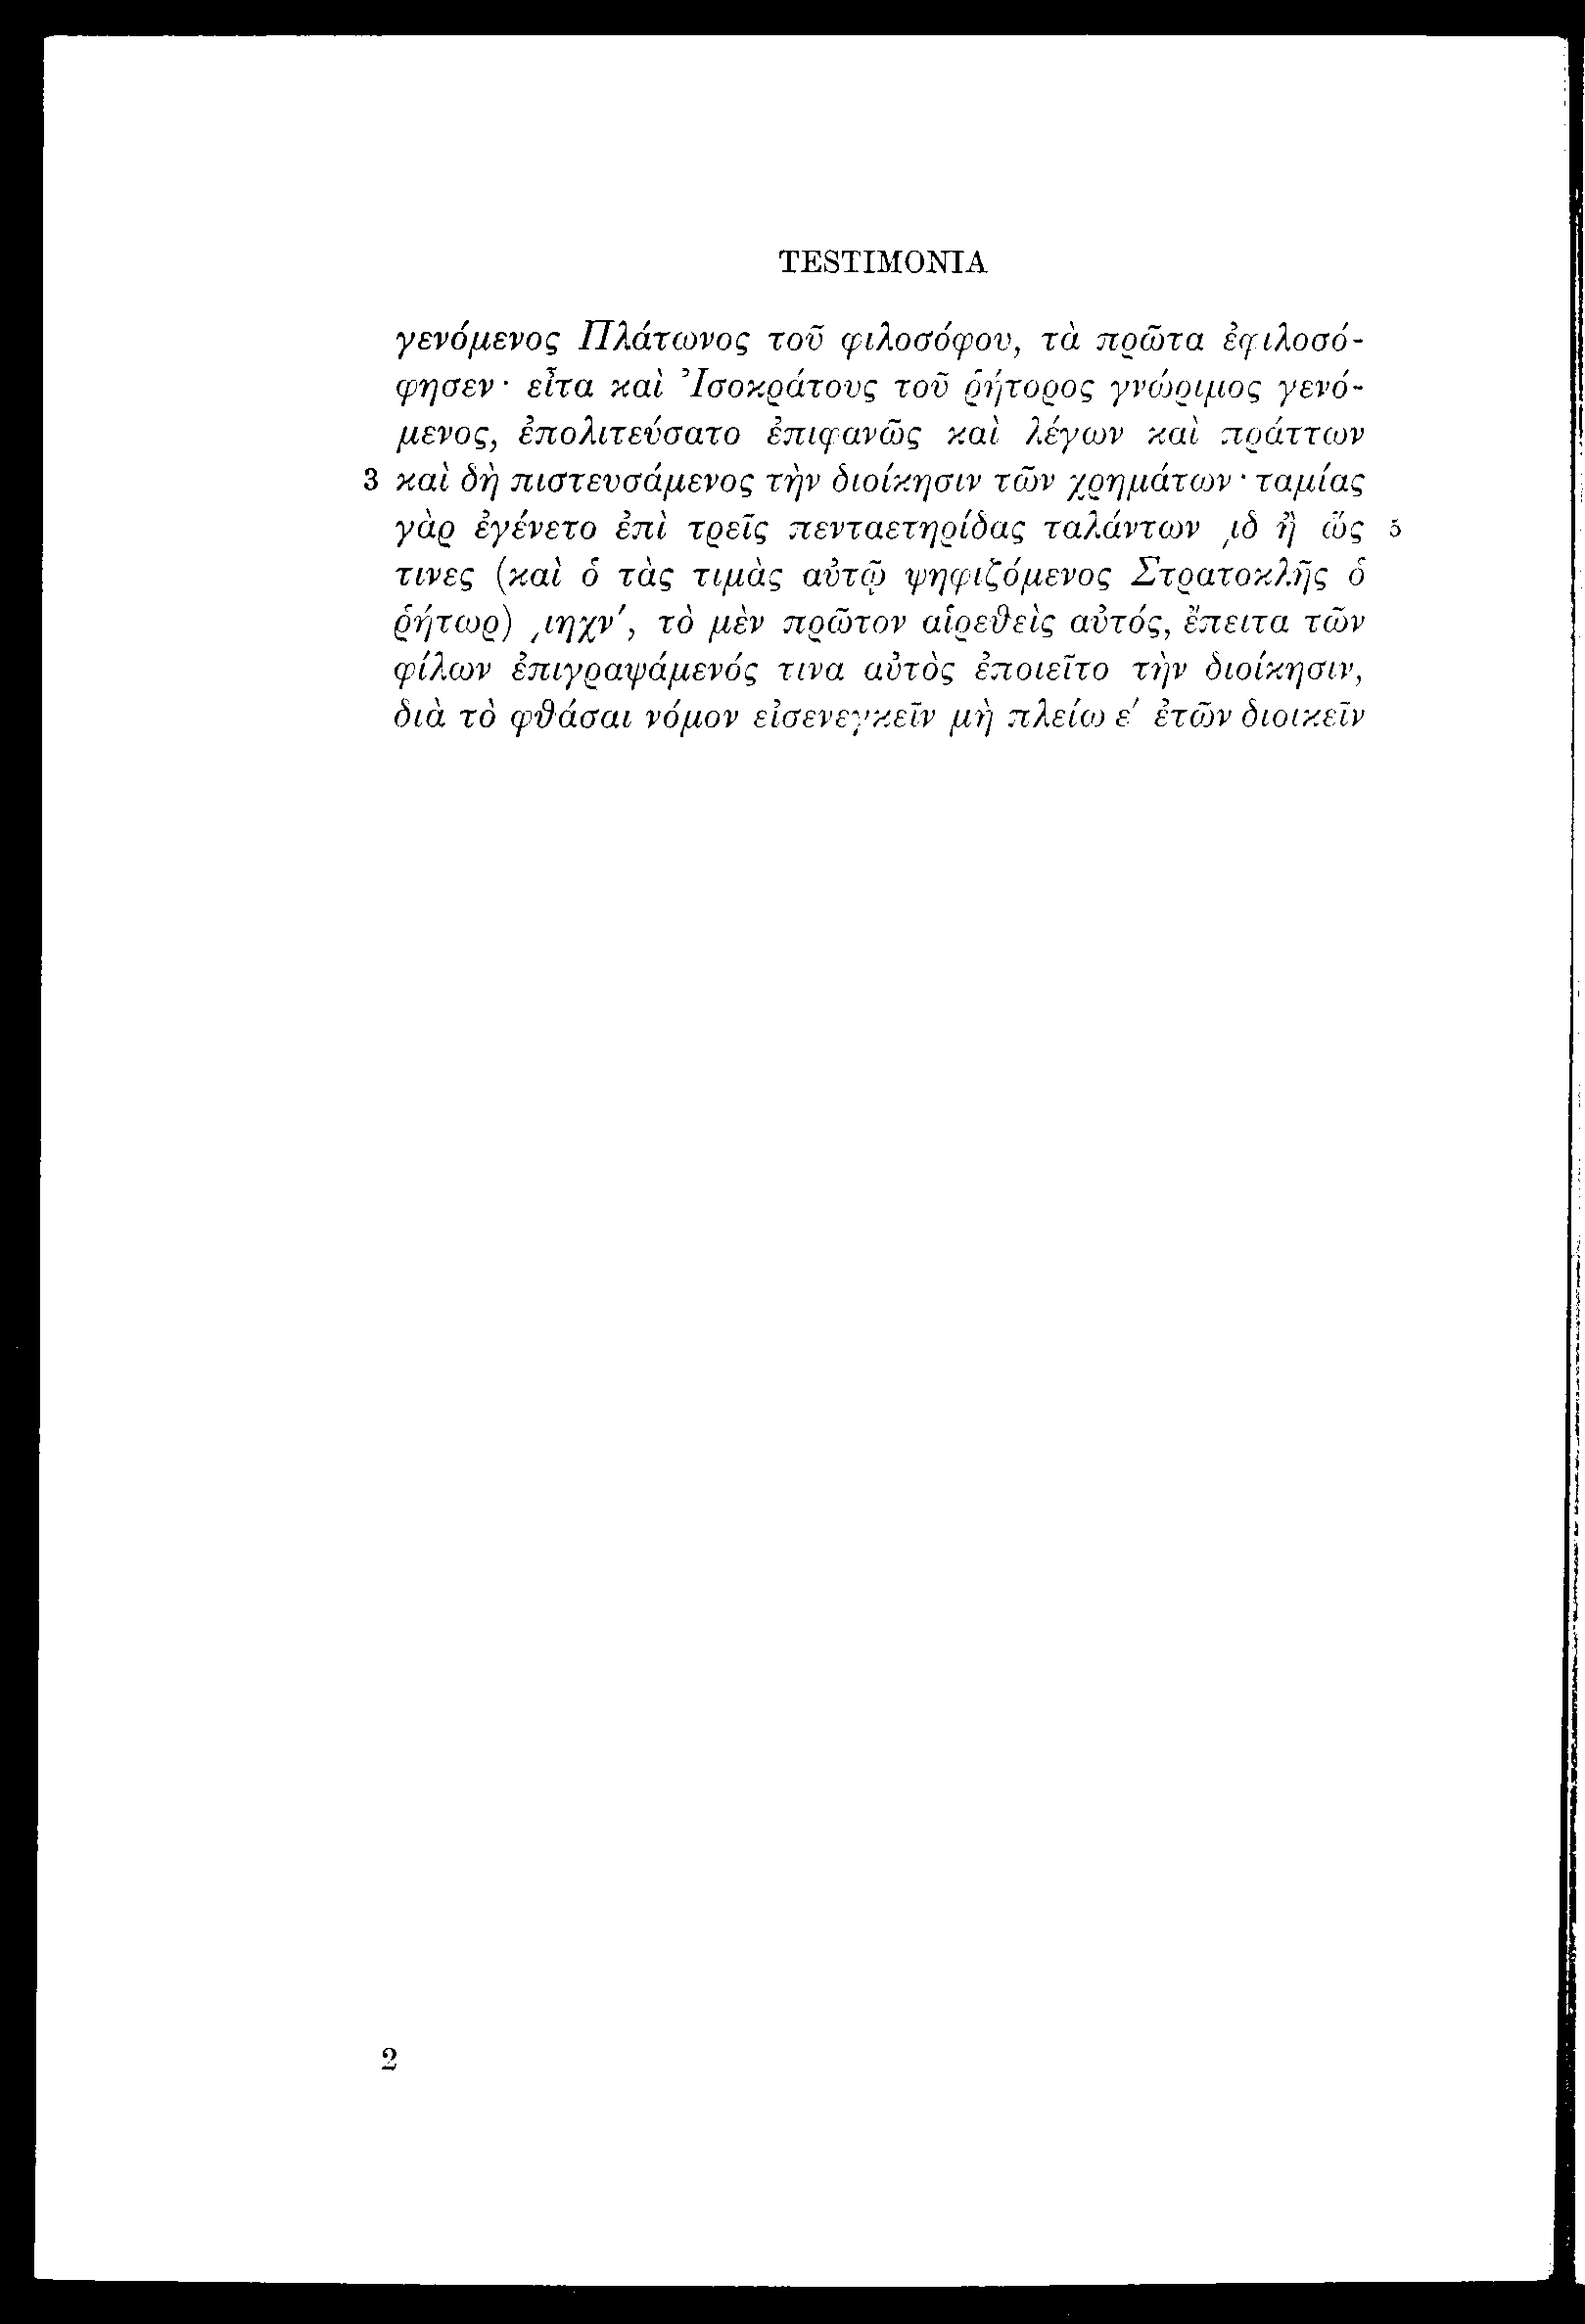 TESTIMONIA
γενόμενος Πλάτωνος τοῦ φιλοσόφου, τὰ πρῶτα ἐφιλοσό-
φησεν· εἶτα καὶ Ἰσοκράτους τοῦ ῥήτορος γνώριμος γενό-
μενος, ἐπολιτεύσατο ἐπιφανῶς καὶ λέγων καὶ πράττων
3 καὶ δὴ πιστευσάμενος τὴν διοίκησιν τῶν χρημάτων· ταμίας
γὰρ ἐγένετο ἐπὶ τρεῖς πενταετηρίδας ταλάντων ͵ιδ ἢ ὥς 5
τινες (καὶ ὁ τὰς τιμὰς αὐτῷ ψηφιζόμενος Στρατοκλῆς ὁ
ῥήτωρ) ͵ιηχν′, τὸ μὲν πρῶτον αἱρεθεὶς αὐτός, ἔπειτα τῶν
φίλων ἐπιγραψάμενός τινα αὐτὸς ἐποιεῖτο τὴν διοίκησιν,
διὰ τὸ φθάσαι νόμον εἰσενεγκεῖν μὴ πλείω ε′ ἐτῶν διοικεῖν
2